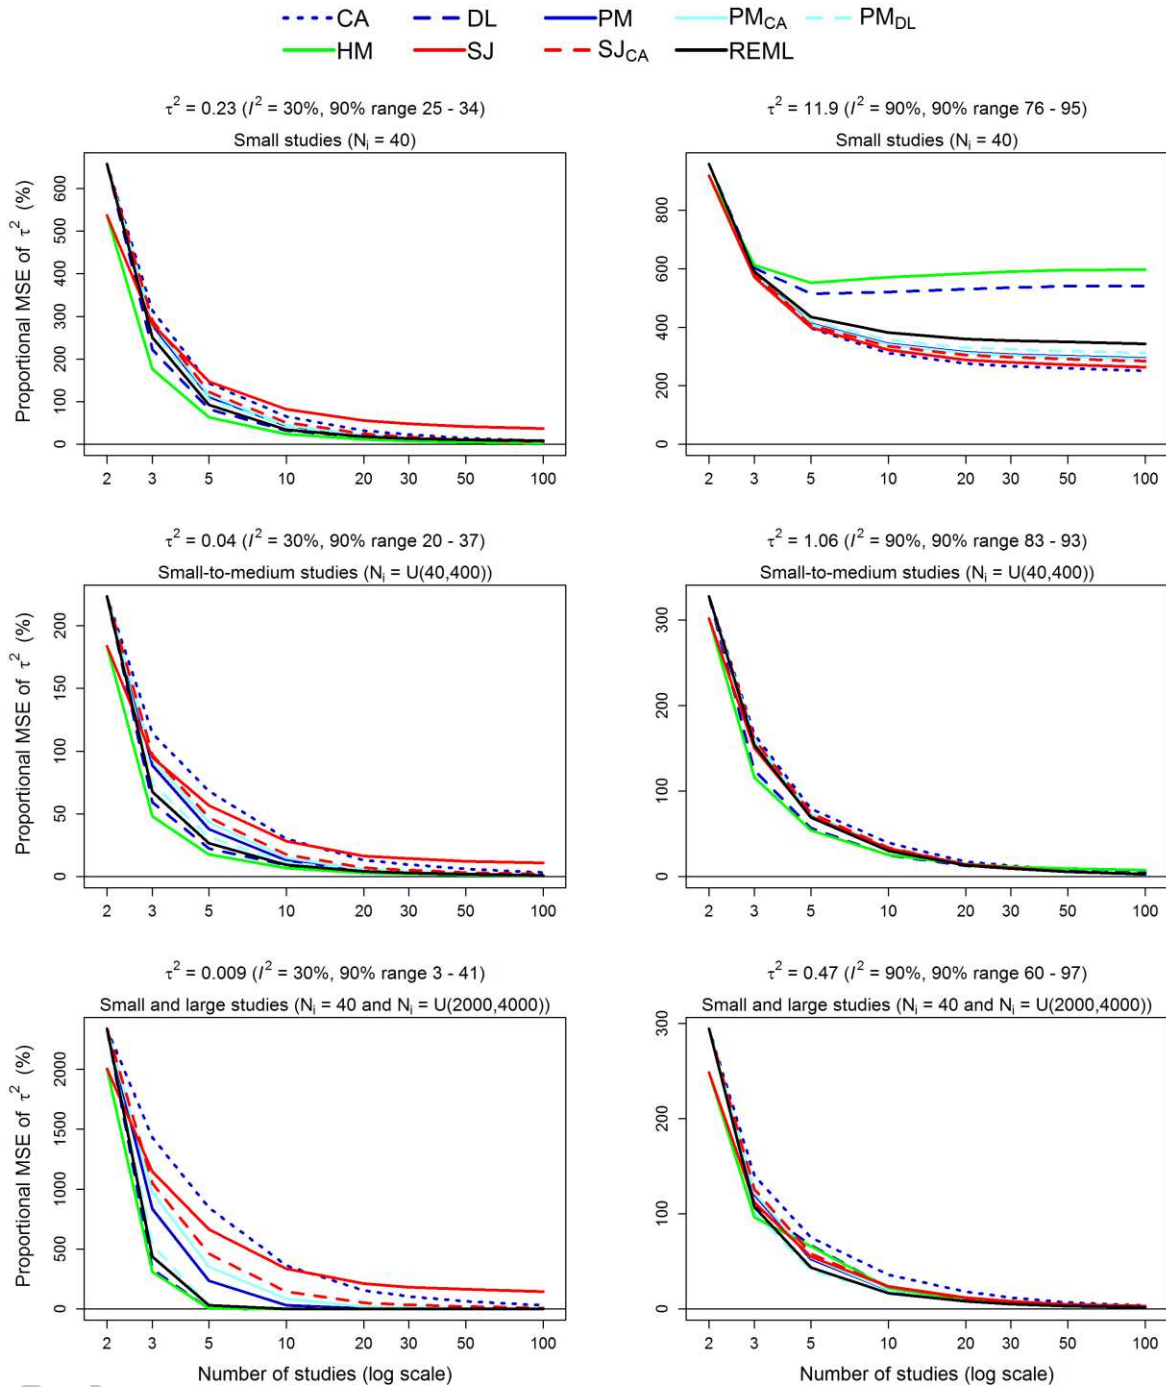 CA DL PM PM_CA PM_DL
HM SJ SJ_CA REML
τ² = 0.23 (I² = 30%, 90% range 25 - 34)
Small studies (Nᵢ = 40)
Proportional MSE of τ² (%)
600
500
400
300
200
100
0
2 3 5 10 20 30 50 100
τ² = 11.9 (I² = 90%, 90% range 76 - 95)
Small studies (Nᵢ = 40)
800
600
400
200
0
2 3 5 10 20 30 50 100
τ² = 0.04 (I² = 30%, 90% range 20 - 37)
Small-to-medium studies (Nᵢ = U(40,400))
Proportional MSE of τ² (%)
200
150
100
50
0
2 3 5 10 20 30 50 100
τ² = 1.06 (I² = 90%, 90% range 83 - 93)
Small-to-medium studies (Nᵢ = U(40,400))
300
200
100
0
2 3 5 10 20 30 50 100
τ² = 0.009 (I² = 30%, 90% range 3 - 41)
Small and large studies (Nᵢ = 40 and Nᵢ = U(2000,4000))
Proportional MSE of τ² (%)
2000
1500
1000
500
0
2 3 5 10 20 30 50 100
Number of studies (log scale)
τ² = 0.47 (I² = 90%, 90% range 60 - 97)
Small and large studies (Nᵢ = 40 and Nᵢ = U(2000,4000))
300
200
100
0
2 3 5 10 20 30 50 100
Number of studies (log scale)